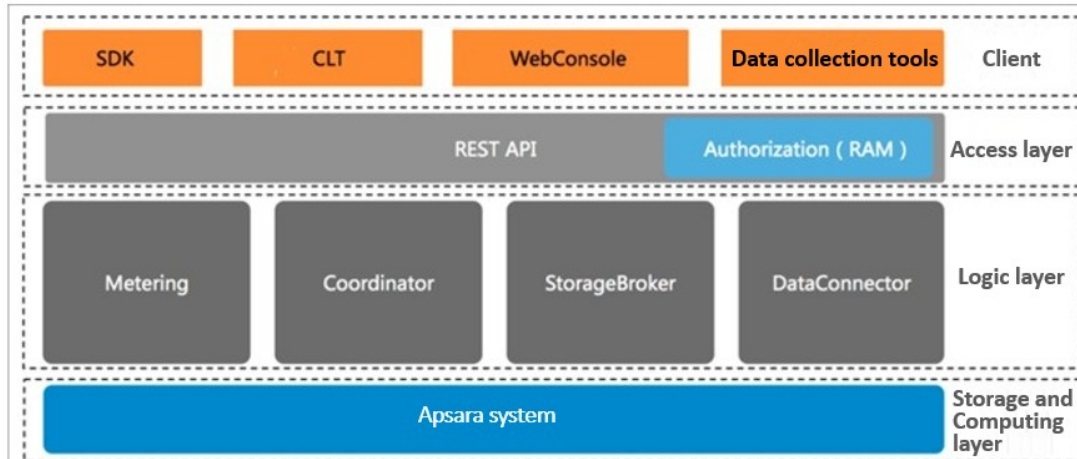 SDK
CLT
WebConsole
Data collection tools
Client
REST API
Authorization ( RAM )
Access layer
Metering
Coordinator
StorageBroker
DataConnector
Logic layer
Apsara system
Storage and
Computing
layer